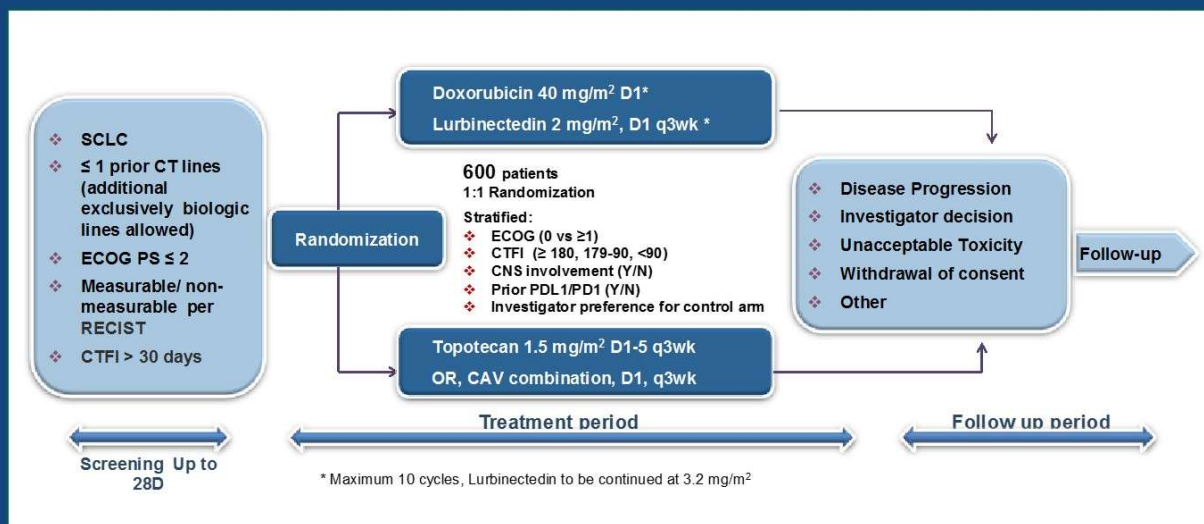 SCLC
≤ 1 prior CT lines
(additional
exclusively biologic
lines allowed)
ECOG PS ≤ 2
Measurable/ non-
measurable per
RECIST
CTFI > 30 days
Screening Up to
28D
Randomization
Doxorubicin 40 mg/m² D1*
Lurbinectedin 2 mg/m², D1 q3wk *
600 patients
1:1 Randomization
Stratified:
ECOG (0 vs ≥1)
CTFI (≥ 180, 179-90, <90)
CNS involvement (Y/N)
Prior PDL1/PD1 (Y/N)
Investigator preference for control arm
Topotecan 1.5 mg/m² D1-5 q3wk
OR, CAV combination, D1, q3wk
Treatment period
Disease Progression
Investigator decision
Unacceptable Toxicity
Withdrawal of consent
Other
Follow-up
Follow up period
* Maximum 10 cycles, Lurbinectedin to be continued at 3.2 mg/m²